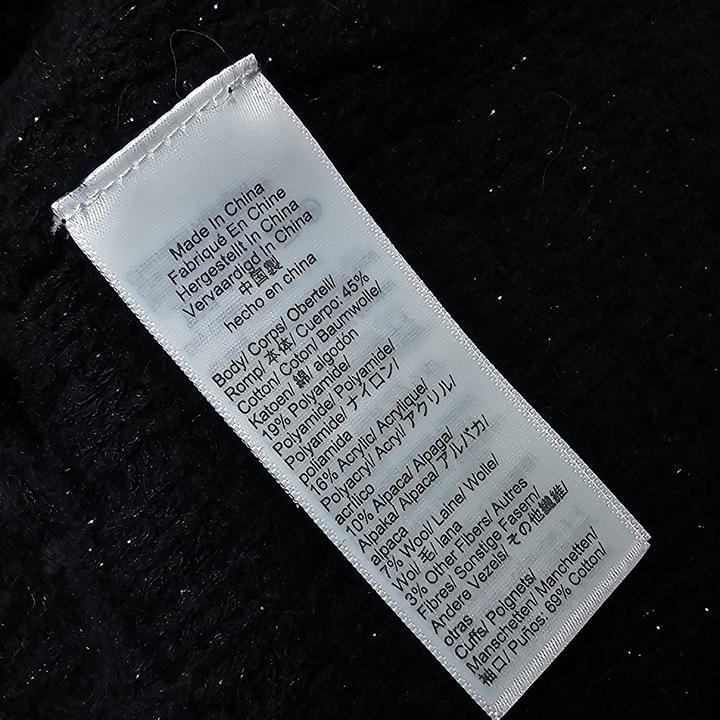 Made In China
Fabriqué En Chine
Hergestellt In China
Vervaardigd in China
中国製
hecho en china
Body/ Corps/ Oberteil/
Romp/ 本体/ Cuerpo: 45%
Cotton/ Coton/ Baumwolle/
Katoen/ 綿/ algodón
19% Polyamide/
Polyamide/ Polyamide/
Polyamide/ ナイロン/
poliamida
16% Acrylic/ Acrylique/
Polyacryl/ Acryl/ アクリル/
acrílico
10% Alpaca/ Alpaga/
Alpaka/ Alpaca/ アルパカ/
alpaca
7% Wool/ Laine/ Wolle/
Wol/ 毛/ lana
3% Other Fibers/ Autres
Fibres/ Sonstige Fasern/
Andere Vezels/ その他繊維/
otras
Cuffs/ Poignets/
Manschetten/ Manchetten/
袖口/ Puños: 69% Cotton/